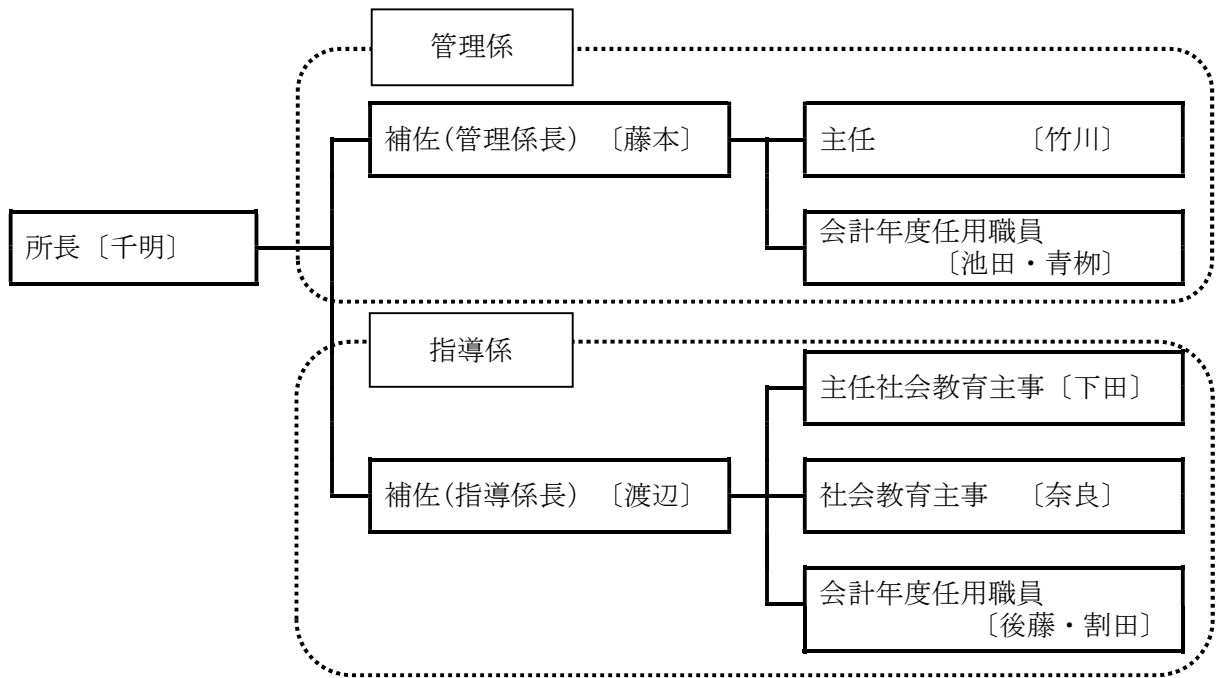 管理係
補佐(管理係長) 〔藤本〕
主任 〔竹川〕
会計年度任用職員
〔池田・青栁〕
所長〔千明〕
指導係
補佐(指導係長) 〔渡辺〕
主任社会教育主事〔下田〕
社会教育主事 〔奈良〕
会計年度任用職員
〔後藤・割田〕